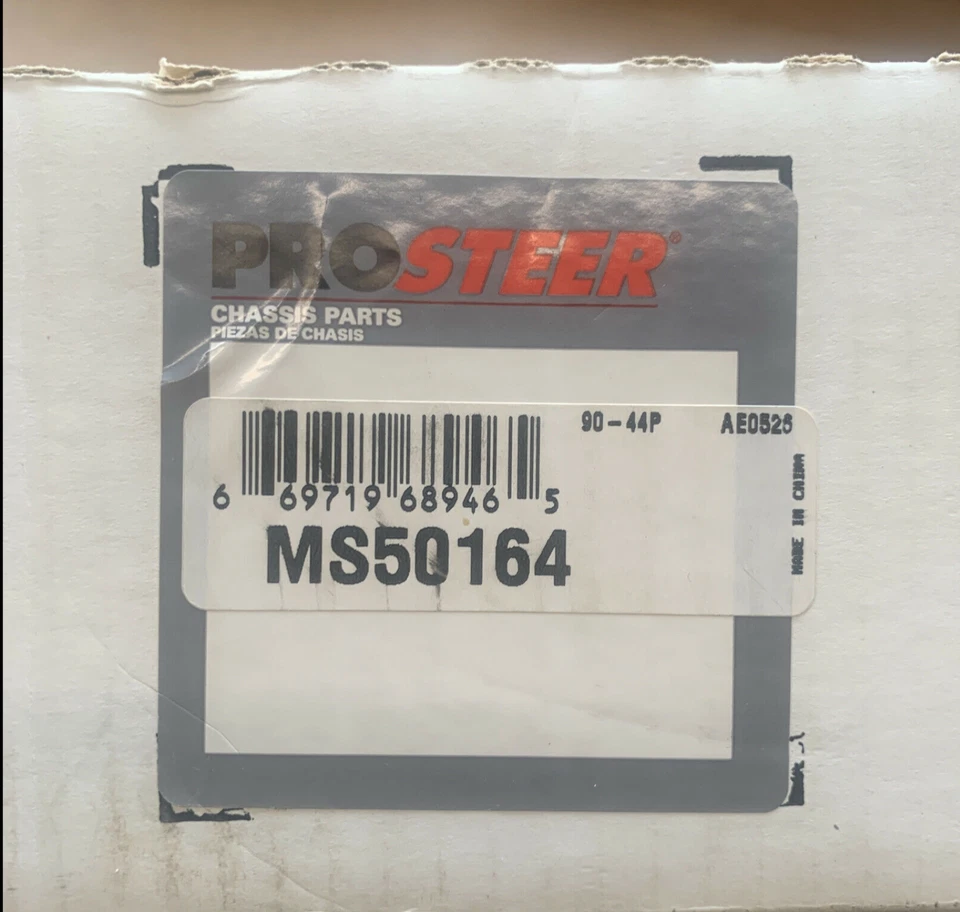 PROSTEER®
CHASSIS PARTS
PIEZAS DE CHASIS
90-44P AE0526
6 69719 68946 5
MADE IN CHINA
MS50164